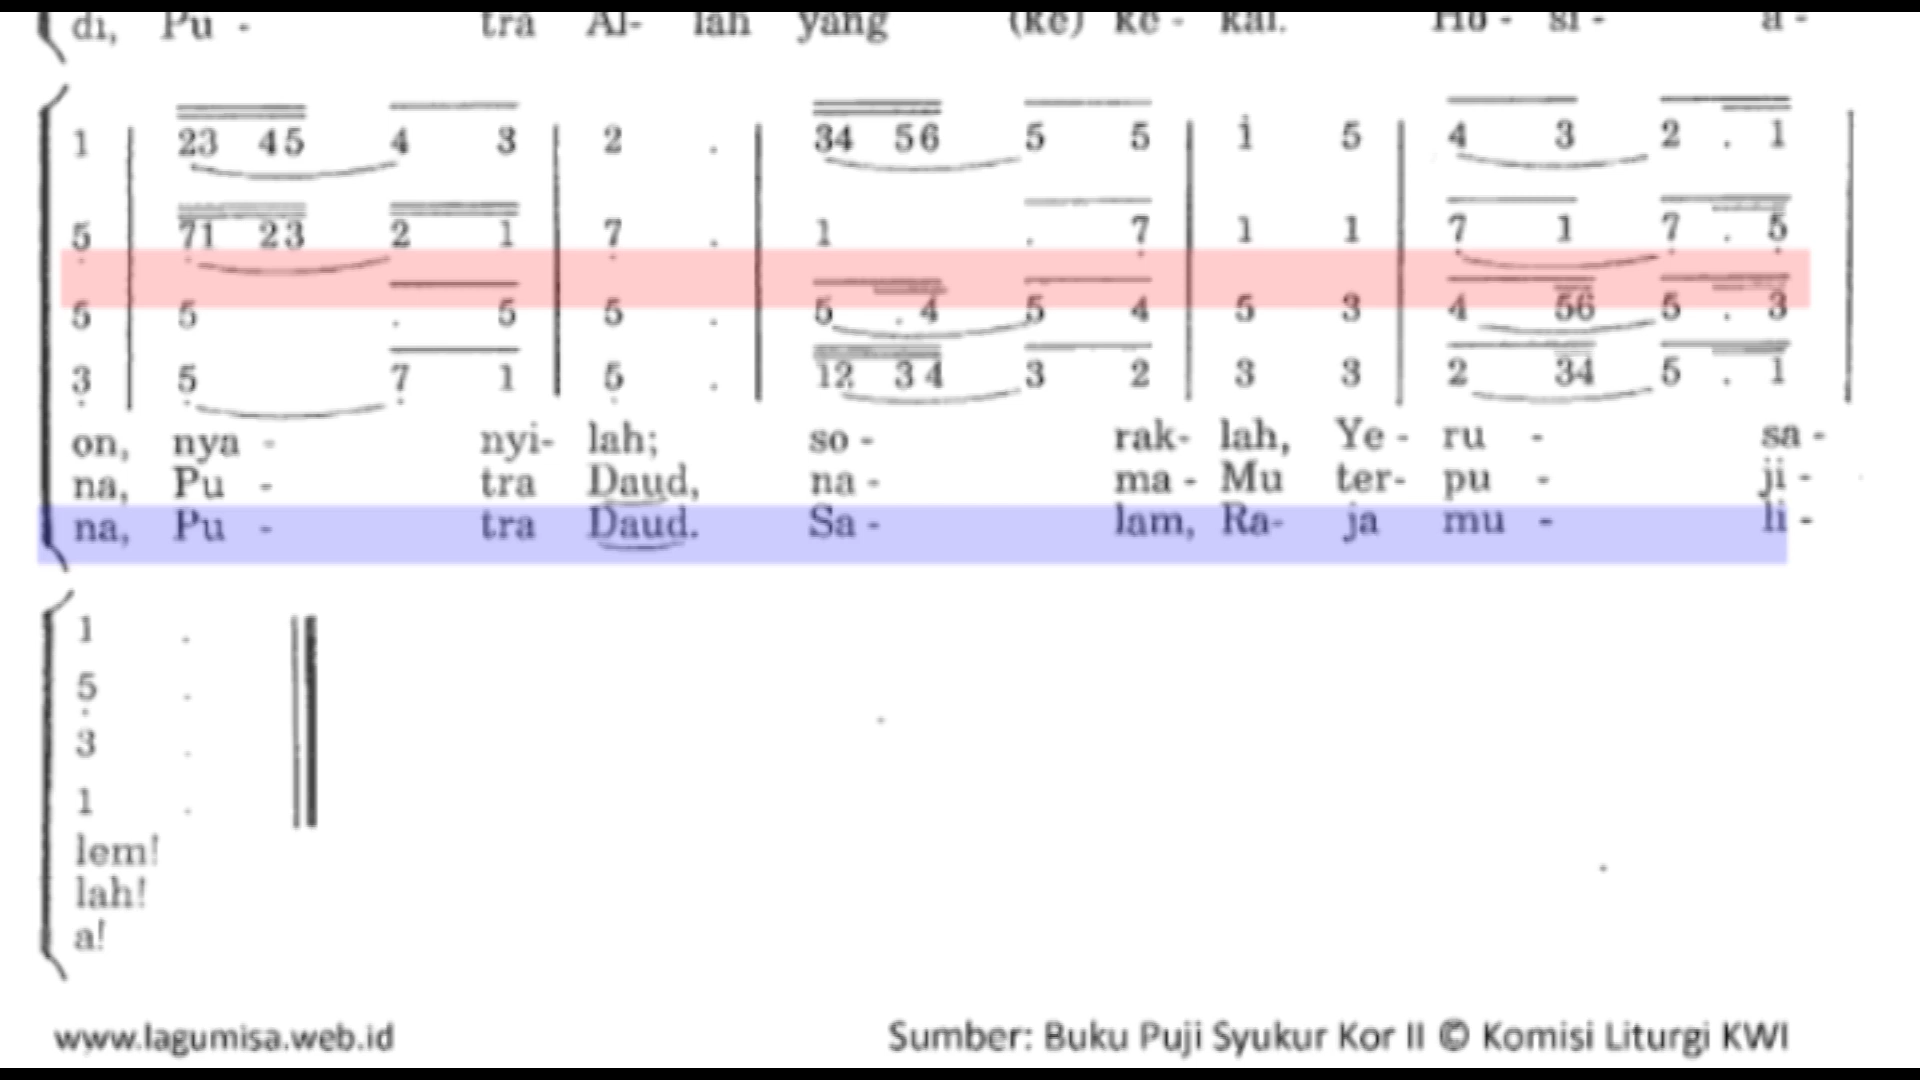 di, Pu - tra Al- lah yang (ke) ke - kal. Ho - si - a -
1 | 23 45 4 3 | 2 . | 34 56 5 5 | i 5 | 4 3 2 . 1 |
5 | 71 23 2 1 | 7 . | 1 . 7 | 1 1 | 7 1 7 . 5 |
5 | 5 . 5 | 5 . | 5 . 4 5 4 | 5 3 | 4 56 5 . 3 |
3 | 5 7 1 | 5 . | 12 34 3 2 | 3 3 | 2 34 5 . 1 |
on, nya - nyi- lah; so - rak- lah, Ye - ru - sa -
na, Pu - tra Daud, na - ma - Mu ter- pu - ji -
na, Pu - tra Daud. Sa - lam, Ra- ja mu - li -
1 .
5 .
3 .
1 .
lem!
lah!
a!
www.lagumisa.web.id Sumber: Buku Puji Syukur Kor II © Komisi Liturgi KWI